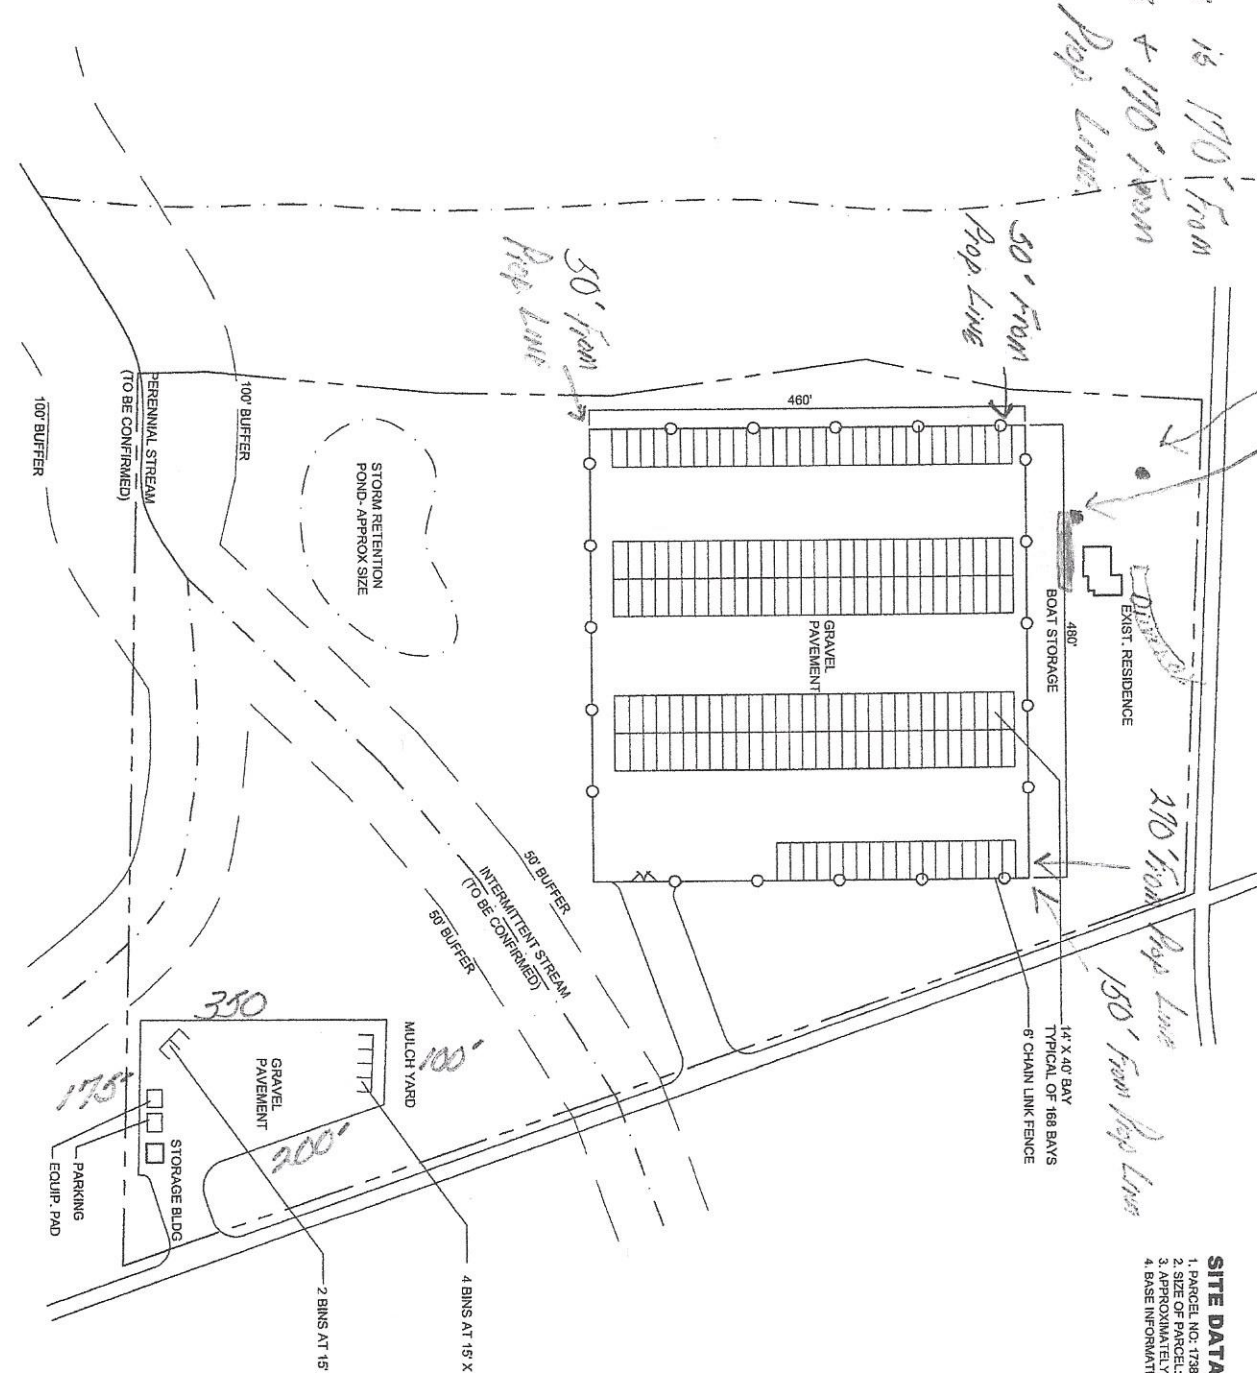 is 170' From
+ 170' From
Prop. LINE
50' From
Prop. LINE
50' From
Prop. LINE
460'
480'
BOAT STORAGE
EXIST. RESIDENCE
GRAVEL
PAVEMENT
270' From Prop. Line
150' From Prop Line
14' X 40' BAY
TYPICAL OF 168 BAYS
6' CHAIN LINK FENCE
SITE DATA
1. PARCEL NO: 1738
2. SIZE OF PARCEL:
3. APPROXIMATELY
4. BASE INFORMATI
STORM RETENTION
POND- APPROX SIZE
100' BUFFER
PERENNIAL STREAM
(TO BE CONFIRMED)
100' BUFFER
50' BUFFER
INTERMITTENT STREAM
(TO BE CONFIRMED)
50' BUFFER
MULCH YARD
100'
350
GRAVEL
PAVEMENT
200'
175'
STORAGE BLDG
PARKING
EQUIP. PAD
4 BINS AT 15' X
2 BINS AT 15'